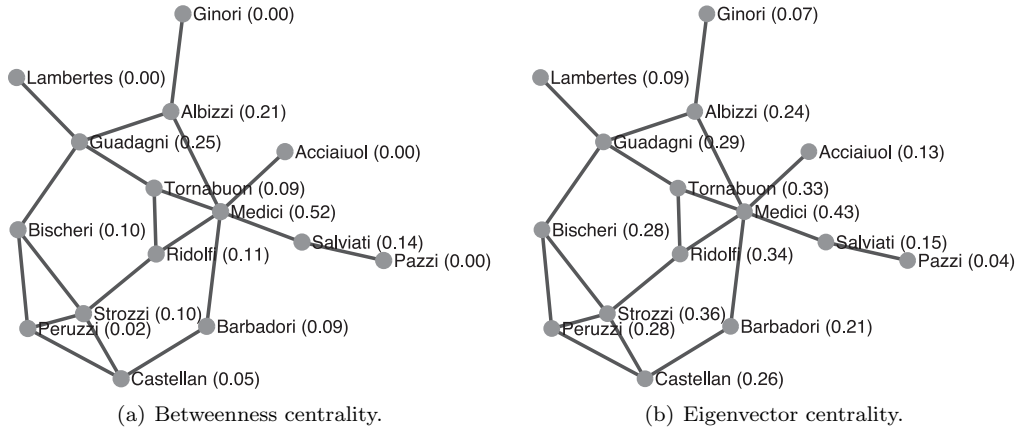 Ginori (0.00)
Lambertes (0.00)
Albizzi (0.21)
Guadagni (0.25)
Acciaiuol (0.00)
Tornabuon (0.09)
Medici (0.52)
Bischeri (0.10)
Salviati (0.14)
Ridolfi (0.11)
Pazzi (0.00)
Strozzi (0.10)
Peruzzi (0.02)
Barbadori (0.09)
Castellan (0.05)
(a) Betweenness centrality.
Ginori (0.07)
Lambertes (0.09)
Albizzi (0.24)
Guadagni (0.29)
Acciaiuol (0.13)
Tornabuon (0.33)
Medici (0.43)
Bischeri (0.28)
Salviati (0.15)
Ridolfi (0.34)
Pazzi (0.04)
Strozzi (0.36)
Peruzzi (0.28)
Barbadori (0.21)
Castellan (0.26)
(b) Eigenvector centrality.